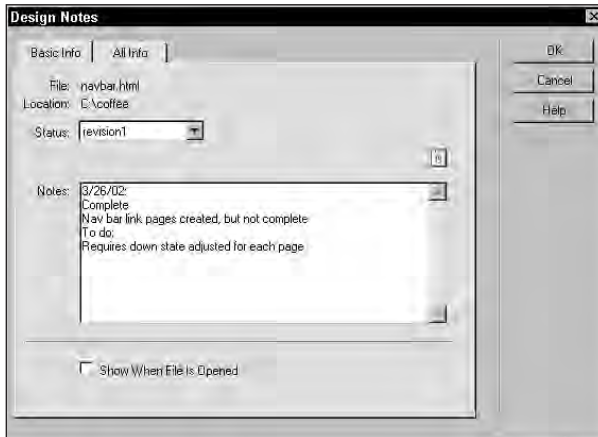 Design Notes
Basic Info
All Info
OK
Cancel
Help
File: navbar.html
Location: C:\coffee
Status: revision1
Notes: 3/26/02:
Complete
Nav bar link pages created, but not complete
To do:
Requires down state adjusted for each page
Show When File is Opened